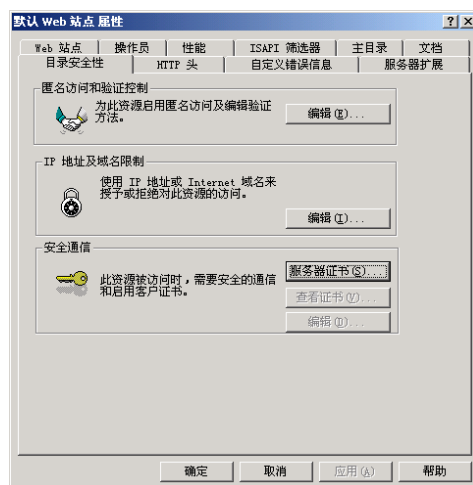 默认 Web 站点 属性
Web 站点 操作员 性能 ISAPI 筛选器 主目录 文档
目录安全性 HTTP 头 自定义错误信息 服务器扩展
匿名访问和验证控制
为此资源启用匿名访问及编辑验证
方法。
编辑(E)...
IP 地址及域名限制
使用 IP 地址或 Internet 域名来
授予或拒绝对此资源的访问。
编辑(I)...
安全通信
此资源被访问时，需要安全的通信
和启用客户证书。
服务器证书(S)...
查看证书(V)...
编辑(D)...
确定 取消 应用(A) 帮助